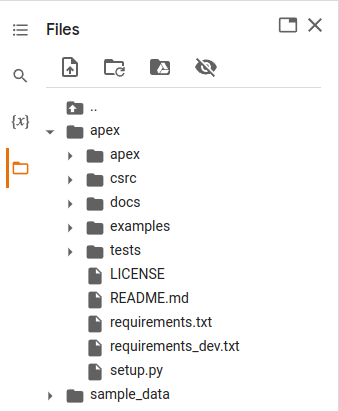 Files
{x}
..
apex
apex
csrc
docs
examples
tests
LICENSE
README.md
requirements.txt
requirements_dev.txt
setup.py
sample_data